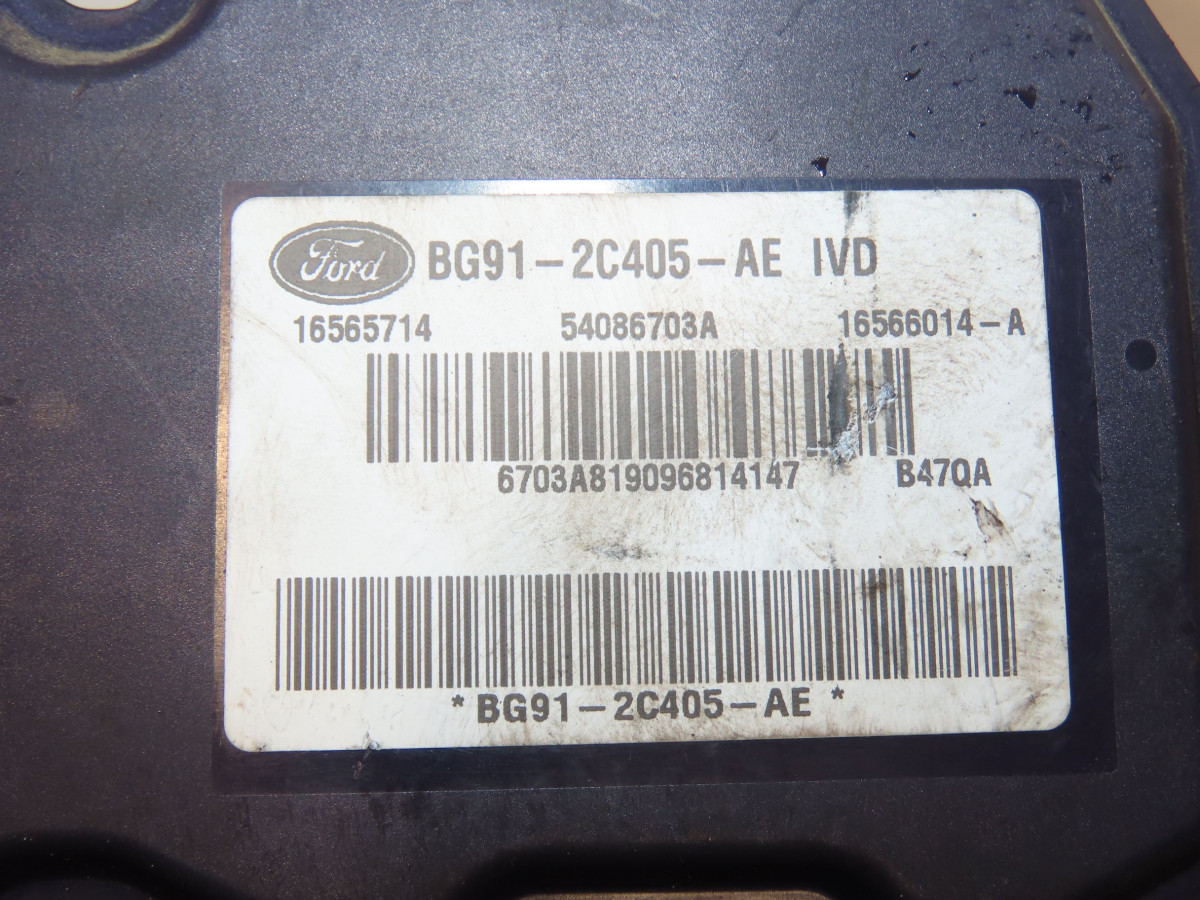 Ford BG91-2C405-AE IVD
16565714 54086703A 16566014-A
6703A819096814147 B47QA
*BG91-2C405-AE*